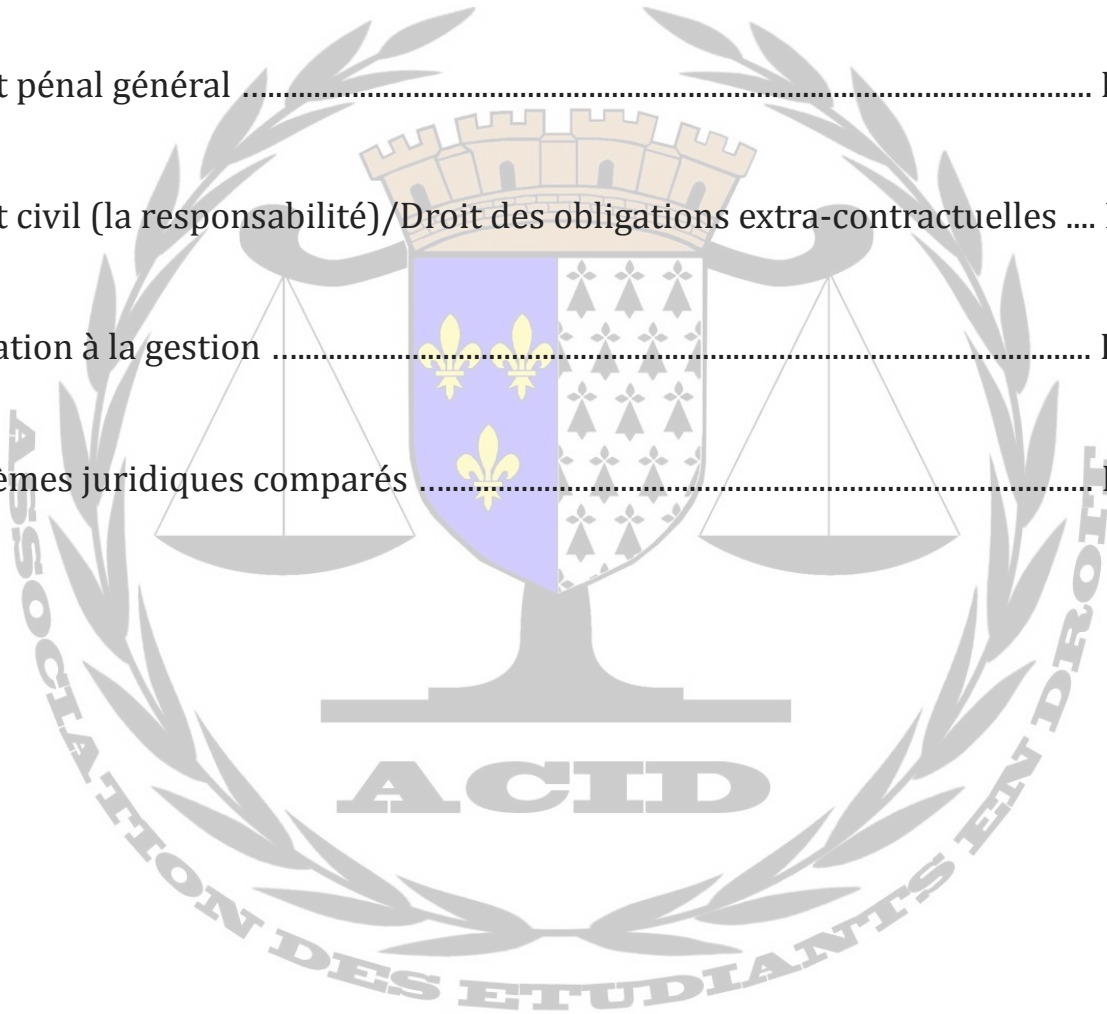 t pénal général
t civil (la responsabilité)/Droit des obligations extra-contractuelles ....
ation à la gestion
èmes juridiques comparés
ACID
ASSOCIATION DES ETUDIANTS EN DROIT